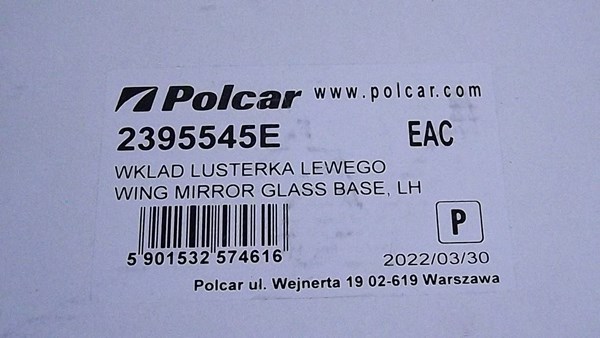 Polcar www.polcar.com
2395545E EAC
WKLAD LUSTERKA LEWEGO
WING MIRROR GLASS BASE, LH
P
5 901532 574616
2022/03/30
Polcar ul. Wejnerta 19 02-619 Warszawa